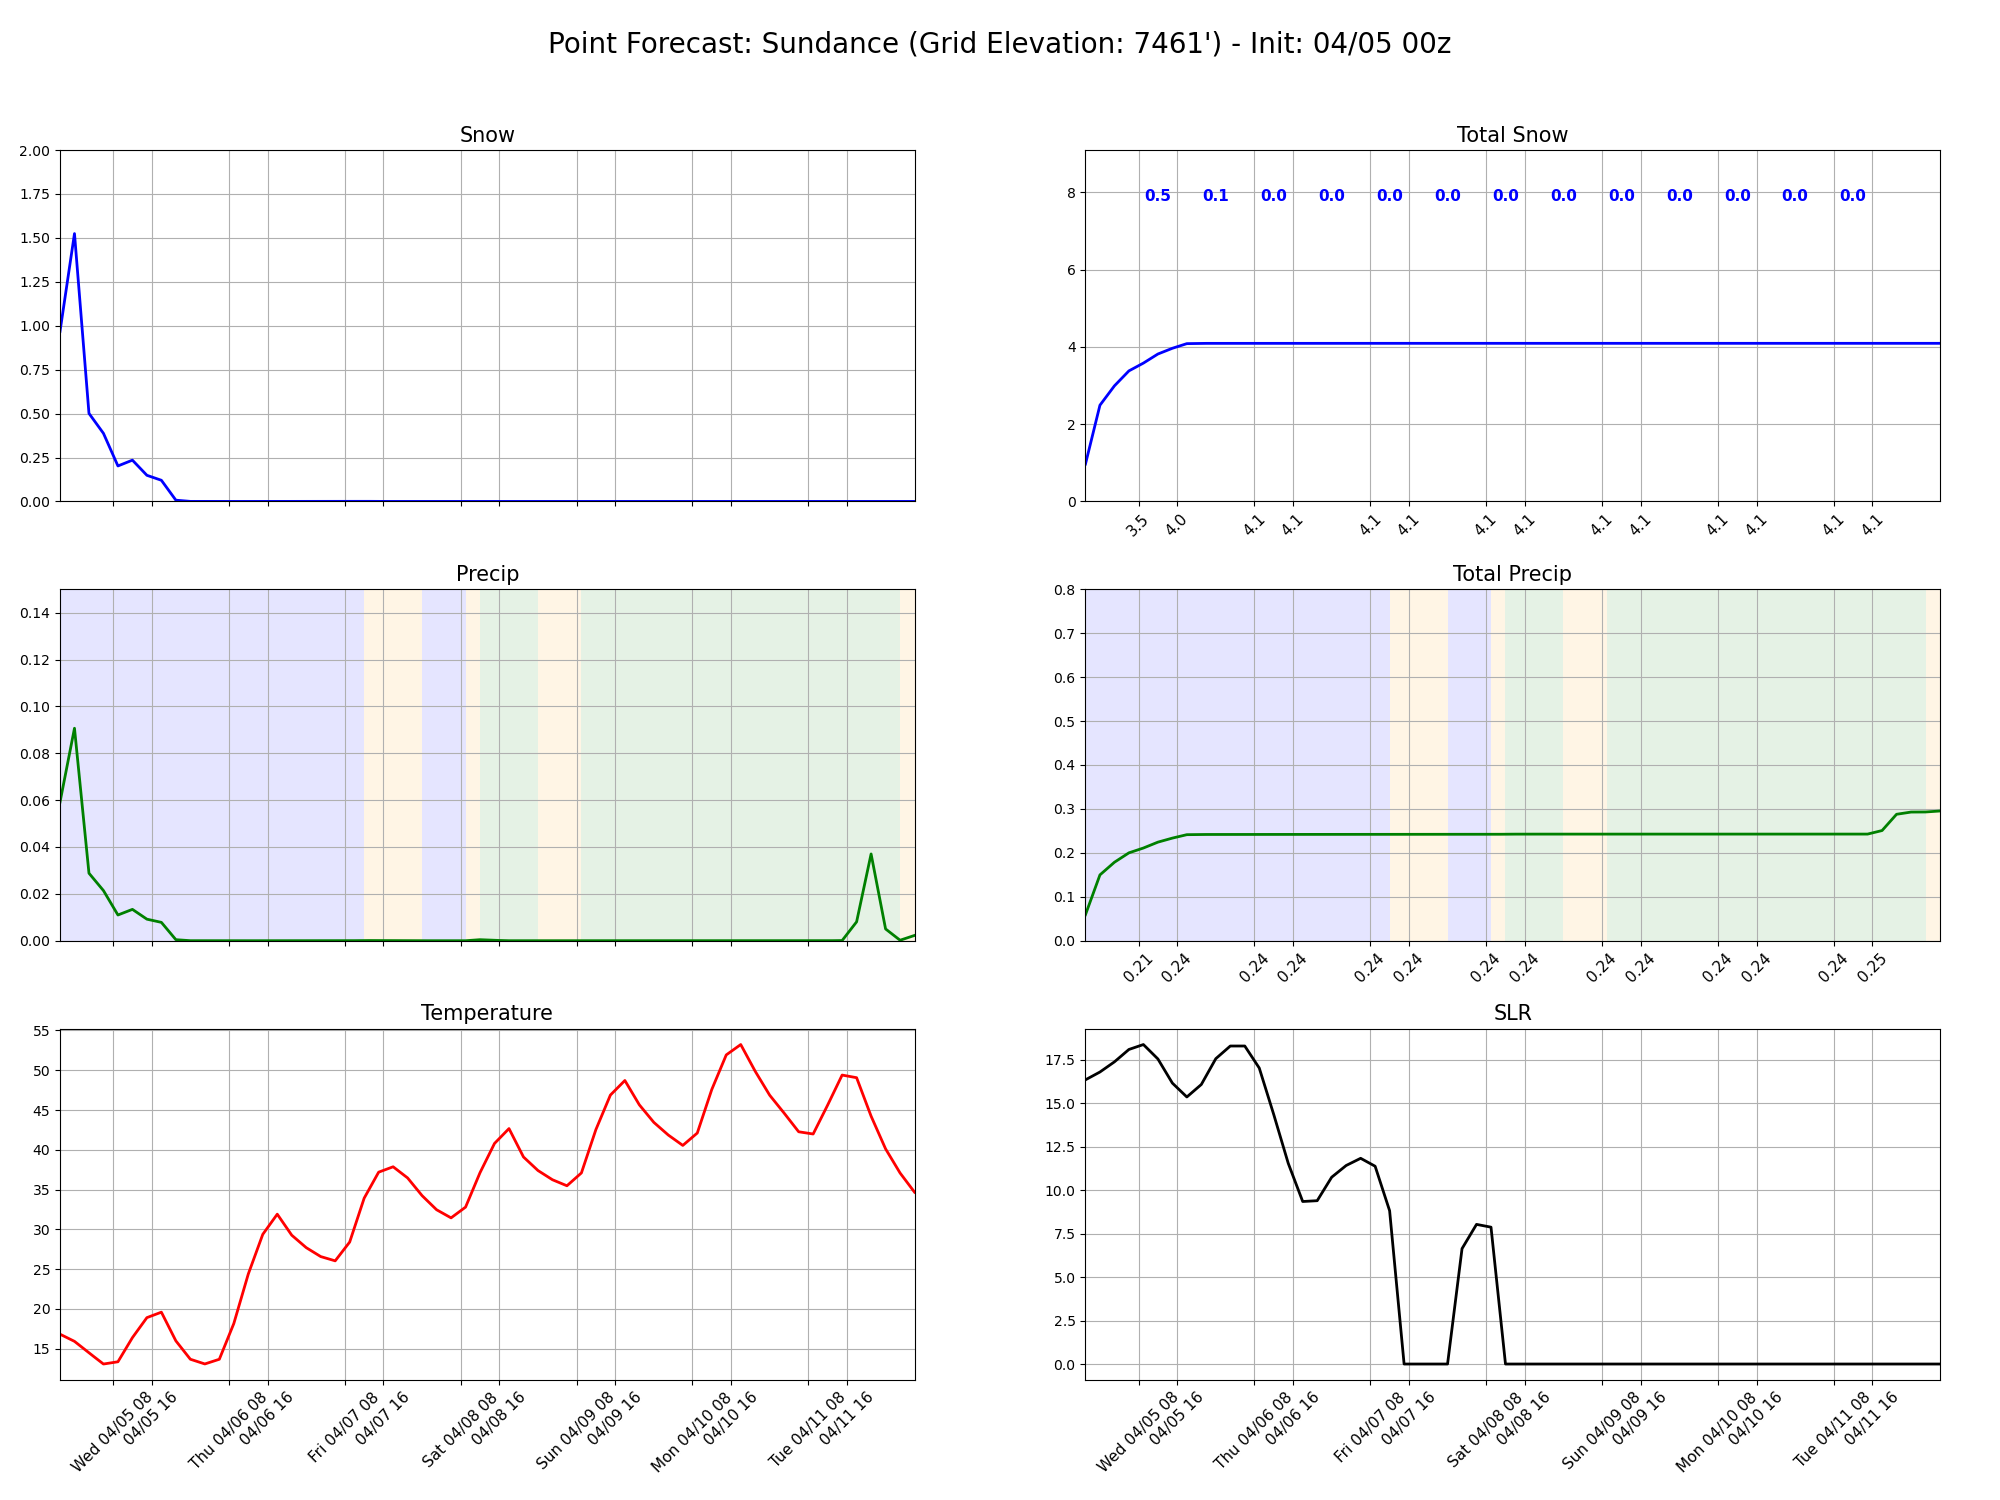 Point Forecast: Sundance (Grid Elevation: 7461') - Init: 04/05 00z
Snow
2.00
1.75
1.50
1.25
1.00
0.75
0.50
0.25
0.00
Total Snow
8
6
4
2
0
0.5 0.1 0.0 0.0 0.0 0.0 0.0 0.0 0.0 0.0 0.0 0.0 0.0
3.5 4.0 4.1 4.1 4.1 4.1 4.1 4.1 4.1 4.1 4.1 4.1 4.1 4.1
Precip
0.14
0.12
0.10
0.08
0.06
0.04
0.02
0.00
Total Precip
0.8
0.7
0.6
0.5
0.4
0.3
0.2
0.1
0.0
0.21 0.24 0.24 0.24 0.24 0.24 0.24 0.24 0.24 0.24 0.24 0.24 0.24 0.25
Temperature
55
50
45
40
35
30
25
20
15
Wed 04/05 08
04/05 16
Thu 04/06 08
04/06 16
Fri 04/07 08
04/07 16
Sat 04/08 08
04/08 16
Sun 04/09 08
04/09 16
Mon 04/10 08
04/10 16
Tue 04/11 08
04/11 16
SLR
17.5
15.0
12.5
10.0
7.5
5.0
2.5
0.0
Wed 04/05 08
04/05 16
Thu 04/06 08
04/06 16
Fri 04/07 08
04/07 16
Sat 04/08 08
04/08 16
Sun 04/09 08
04/09 16
Mon 04/10 08
04/10 16
Tue 04/11 08
04/11 16